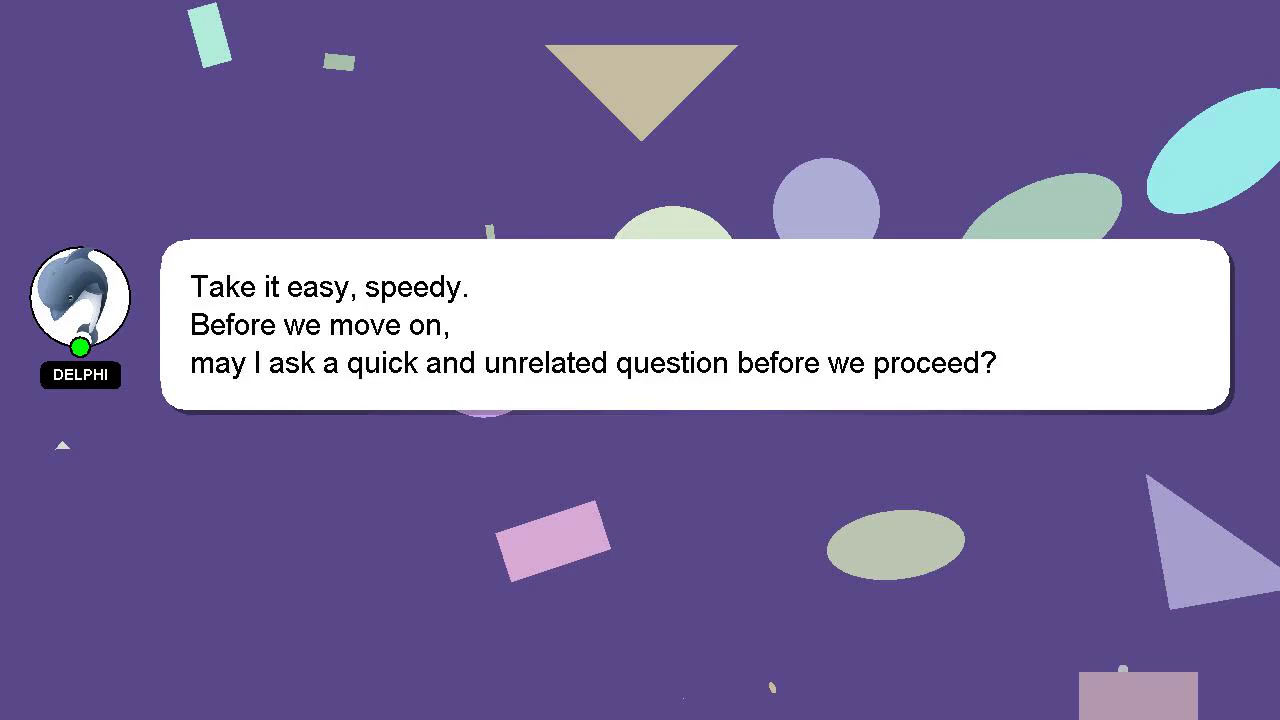 Take it easy, speedy.
Before we move on,
may I ask a quick and unrelated question before we proceed?
DELPHI